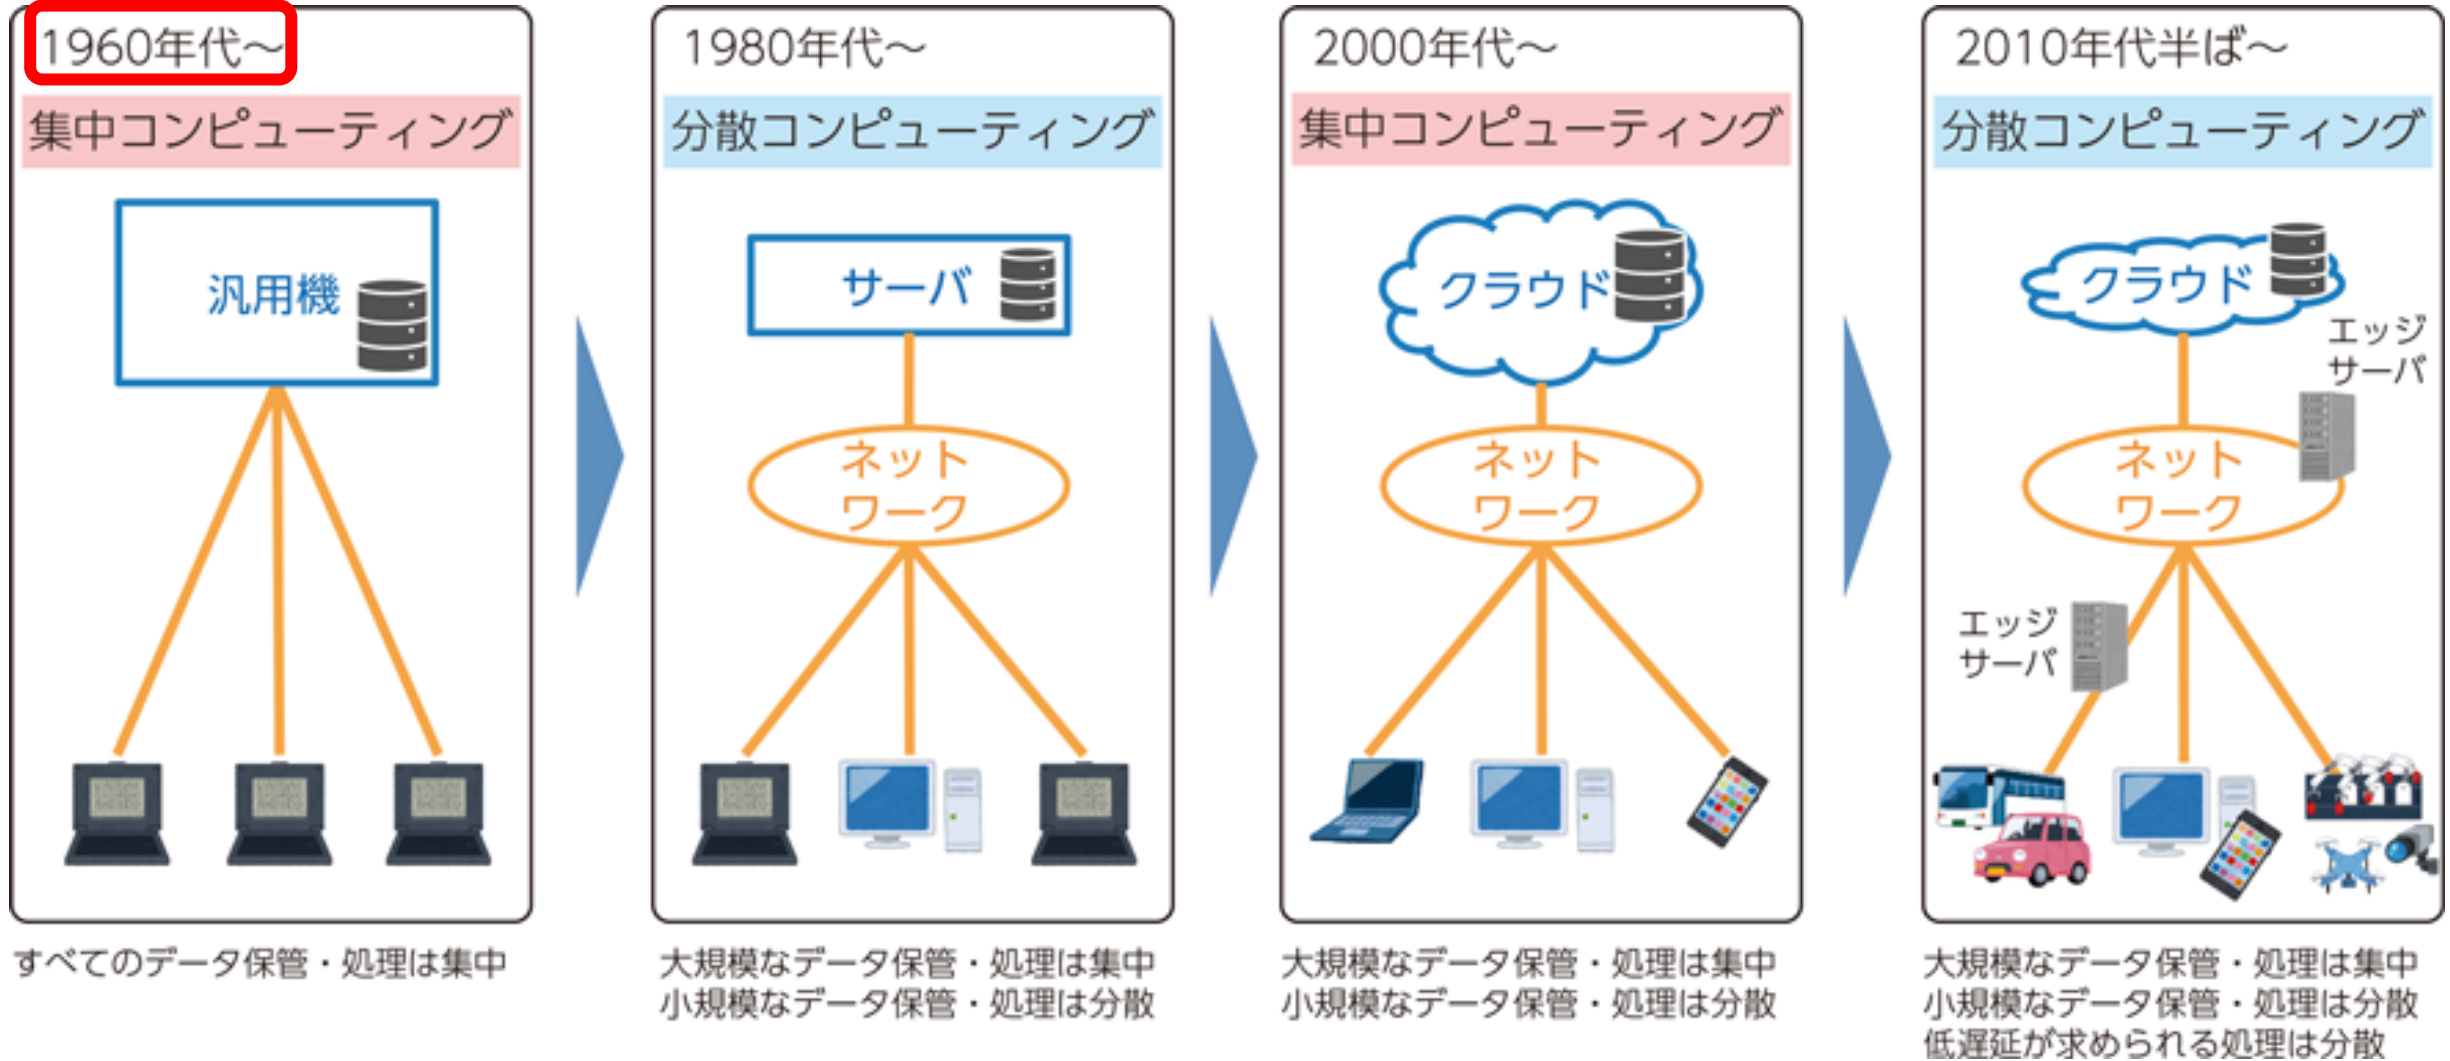 1960年代～
集中コンピューティング
汎用機
すべてのデータ保管・処理は集中
1980年代～
分散コンピューティング
サーバ
ネット
ワーク
大規模なデータ保管・処理は集中
小規模なデータ保管・処理は分散
2000年代～
集中コンピューティング
クラウド
ネット
ワーク
大規模なデータ保管・処理は集中
小規模なデータ保管・処理は分散
2010年代半ば～
分散コンピューティング
クラウド
エッジ
サーバ
ネット
ワーク
エッジ
サーバ
大規模なデータ保管・処理は集中
小規模なデータ保管・処理は分散
低遅延が求められる処理は分散